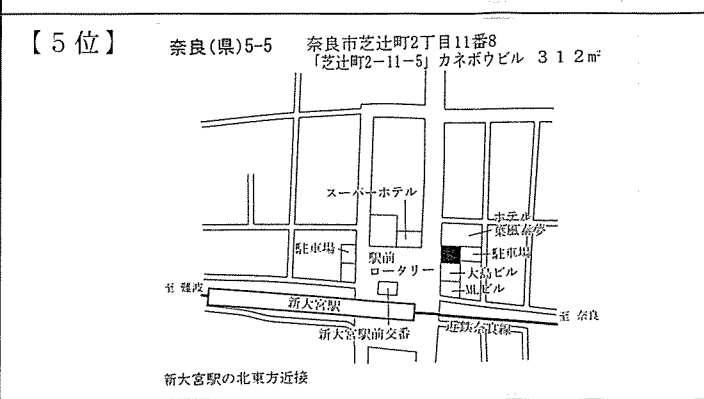 【5位】 奈良(県)5-5 奈良市芝辻町2丁目11番8
「芝辻町2-11-5」カネボウビル 312㎡
スーパーホテル
ホテル
葉風泰夢
駐車場
駅前
ロータリー
駐車場
大島ビル
MLビル
至 難波
新大宮駅
至 奈良
近鉄奈良線
新大宮駅前交番
新大宮駅の北東方近接